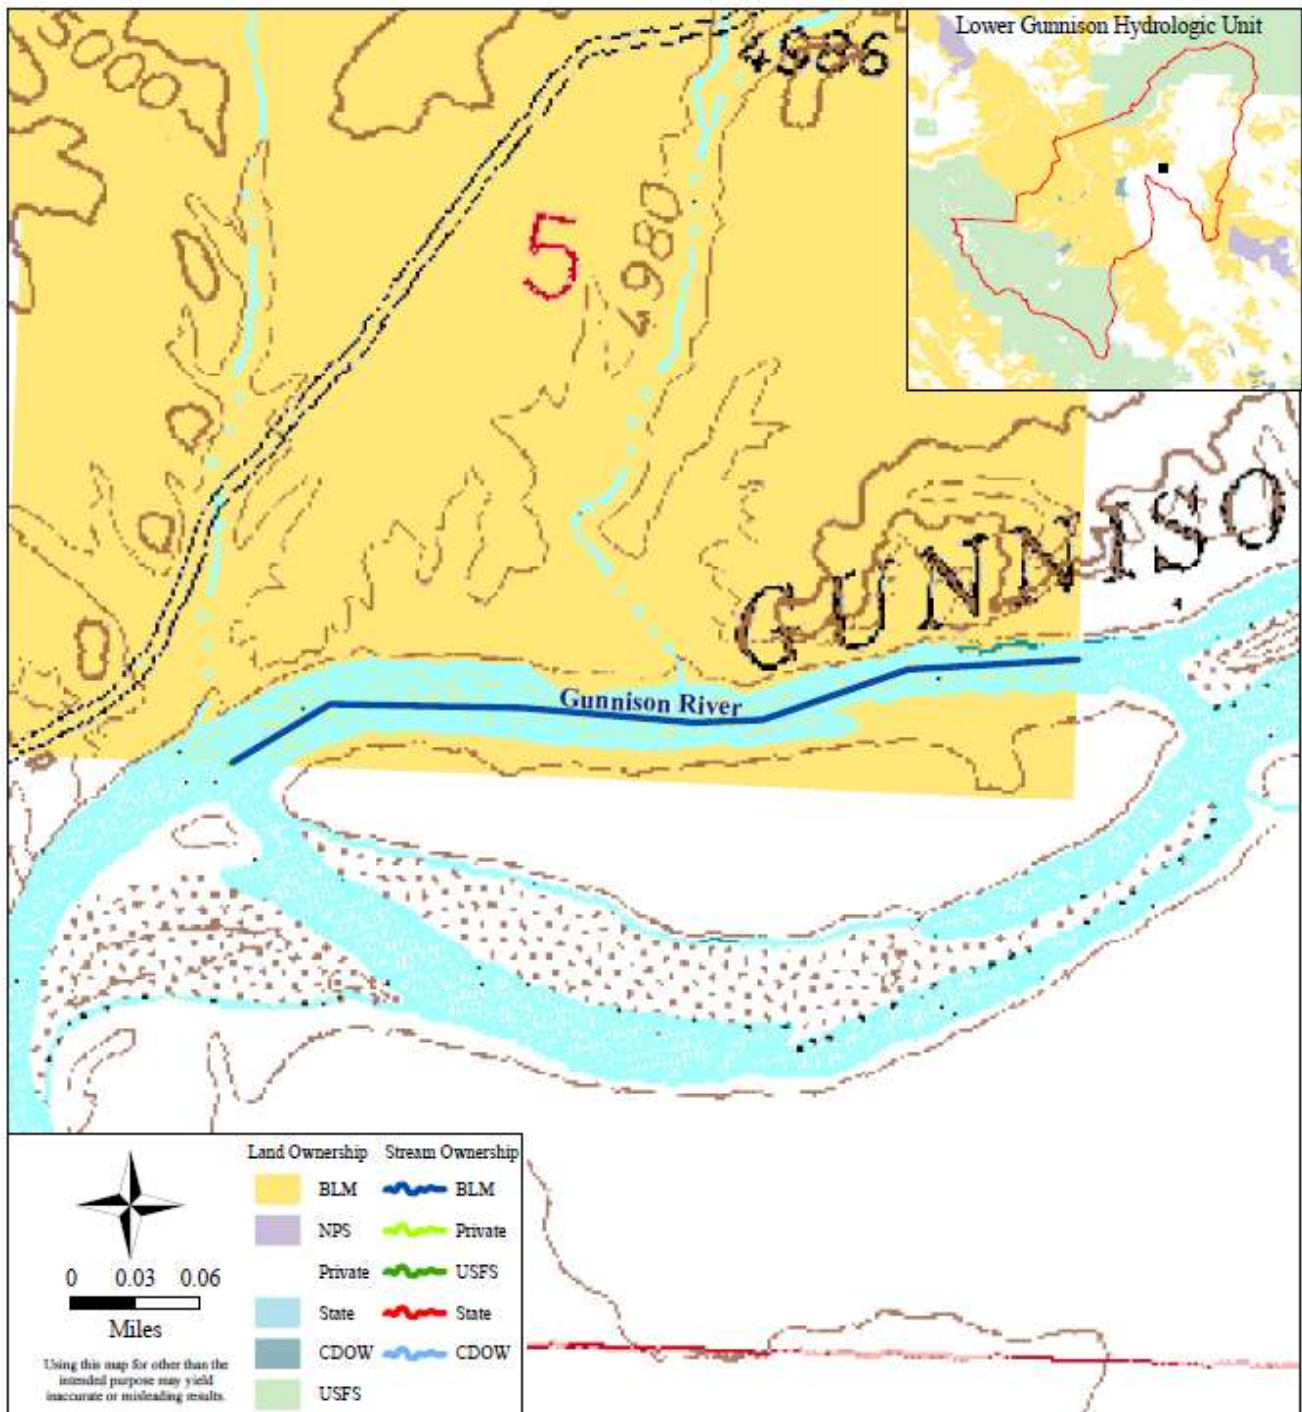 5000
4986
Lower Gunnison Hydrologic Unit
5
4980
GUNNISO
Gunnison River
Land Ownership Stream Ownership
BLM BLM
NPS Private
Private USFS
State State
CDOW CDOW
USFS
0 0.03 0.06
Miles
Using this map for other than the
intended purpose may yield
inaccurate or misleading results.